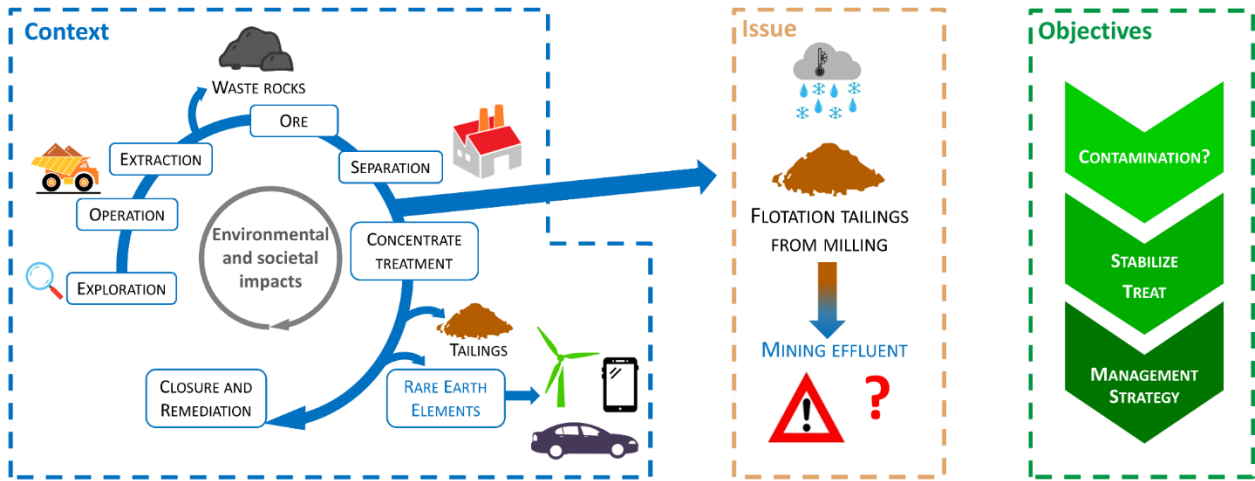 Context
WASTE ROCKS
ORE
EXTRACTION
SEPARATION
OPERATION
Environmental
and societal
impacts
CONCENTRATE
TREATMENT
EXPLORATION
TAILINGS
CLOSURE AND
REMEDIATION
RARE EARTH
ELEMENTS
Issue
FLOTATION TAILINGS
FROM MILLING
MINING EFFLUENT
!
?
Objectives
CONTAMINATION?
STABILIZE
TREAT
MANAGEMENT
STRATEGY